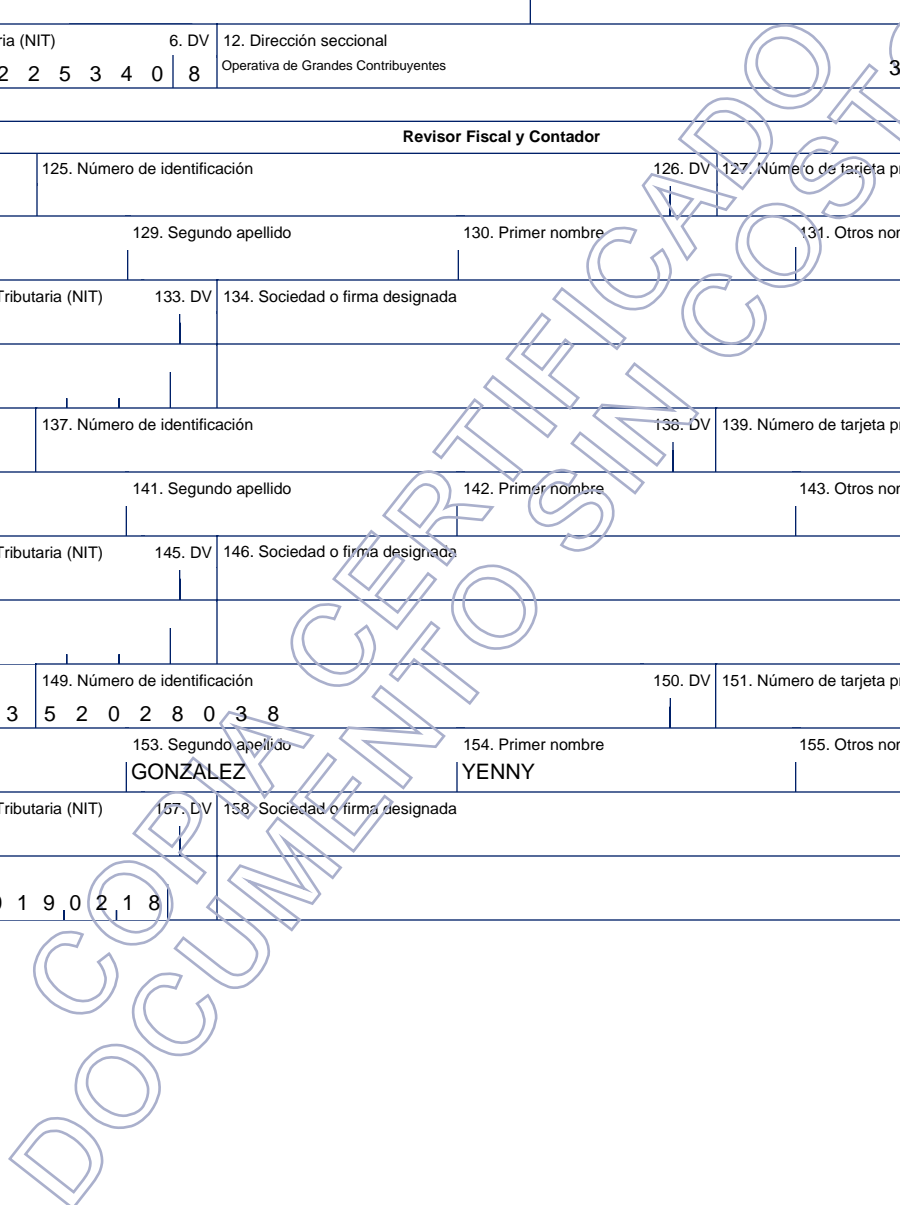 ria (NIT) 6. DV 12. Dirección seccional
2 2 5 3 4 0 8 Operativa de Grandes Contribuyentes 3
Revisor Fiscal y Contador
125. Número de identificación 126. DV 127. Número de tarjeta pr
129. Segundo apellido 130. Primer nombre 131. Otros nor
Tributaria (NIT) 133. DV 134. Sociedad o firma designada
137. Número de identificación 138. DV 139. Número de tarjeta pr
141. Segundo apellido 142. Primer nombre 143. Otros nor
Tributaria (NIT) 145. DV 146. Sociedad o firma designada
149. Número de identificación 150. DV 151. Número de tarjeta pr
3 5 2 0 2 8 0 3 8
153. Segundo apellido 154. Primer nombre 155. Otros nor
GONZALEZ YENNY
Tributaria (NIT) 157. DV 158. Sociedad o firma designada
0 1 9 0 2 1 8
COPIA CERTIFICADO
DOCUMENTO SIN COSTO